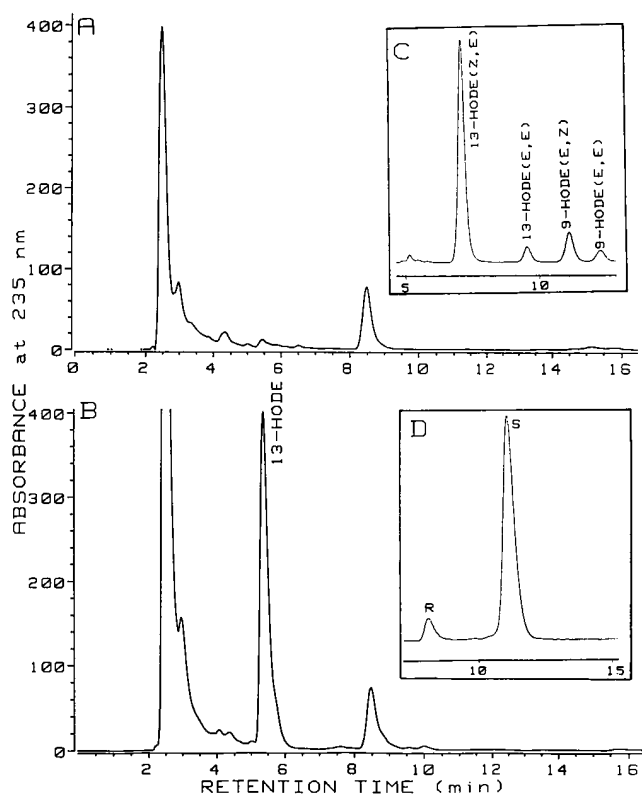 A
400
300
200
100
0
0 2 4 6 8 10 12 14 16
C
13-HODE(Z,E)
13-HODE(E,E)
9-HODE(E,Z)
9-HODE(E,E)
5 10
ABSORBANCE at 235 nm
B
400
300
200
100
0
13-HODE
2 4 6 8 10 12 14 16
RETENTION TIME (min)
D
R
S
10 15